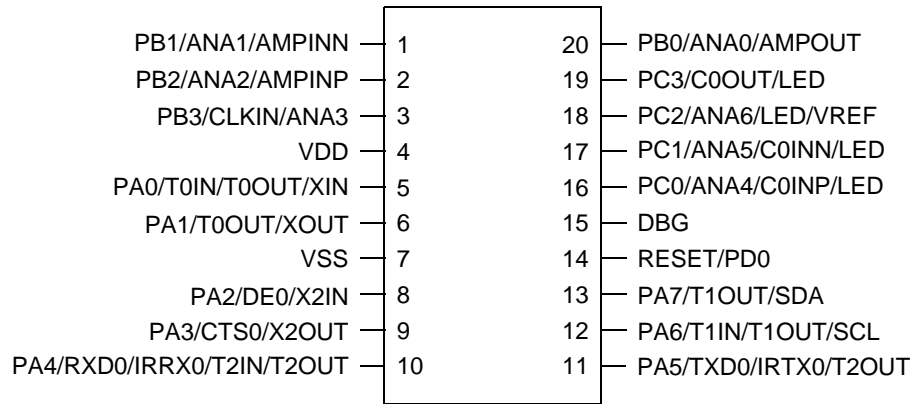 PB1/ANA1/AMPINN 1 20 PB0/ANA0/AMPOUT
PB2/ANA2/AMPINP 2 19 PC3/C0OUT/LED
PB3/CLKIN/ANA3 3 18 PC2/ANA6/LED/VREF
VDD 4 17 PC1/ANA5/C0INN/LED
PA0/T0IN/T0OUT/XIN 5 16 PC0/ANA4/C0INP/LED
PA1/T0OUT/XOUT 6 15 DBG
VSS 7 14 RESET/PD0
PA2/DE0/X2IN 8 13 PA7/T1OUT/SDA
PA3/CTS0/X2OUT 9 12 PA6/T1IN/T1OUT/SCL
PA4/RXD0/IRRX0/T2IN/T2OUT 10 11 PA5/TXD0/IRTX0/T2OUT